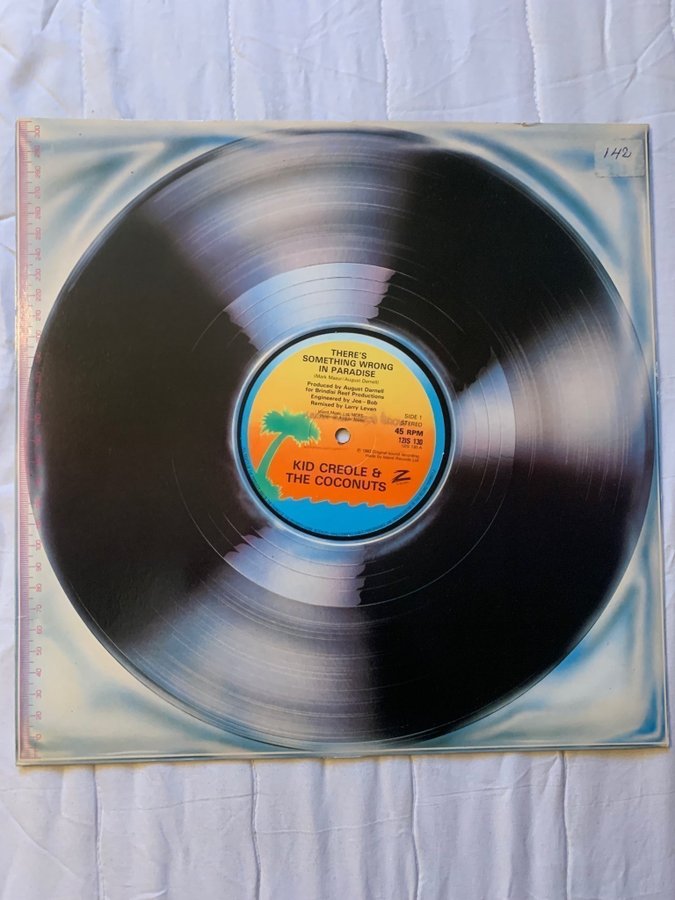 142
THERE'S
SOMETHING WRONG
IN PARADISE
(Mark Mazur/August Darnell)
Produced by August Darnell
for Brindisi Reef Productions
Engineered by Joe - Bob
Remixed by Larry Levan
SIDE 1
STEREO
45 RPM
12IS 130
KID CREOLE &
THE COCONUTS
Z